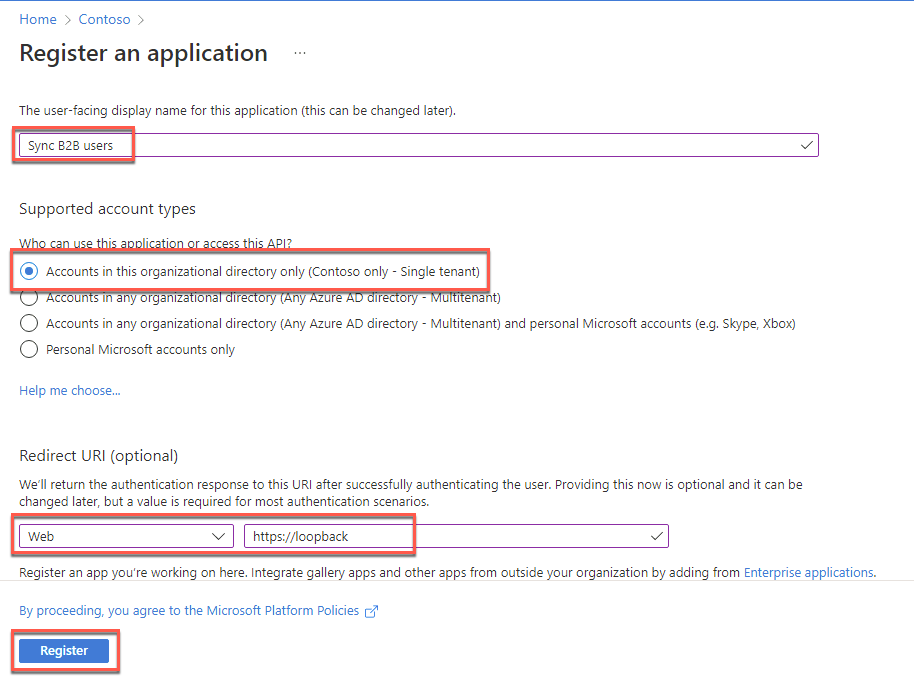 Home > Contoso >
Register an application ...
The user-facing display name for this application (this can be changed later).
Sync B2B users
Supported account types
Who can use this application or access this API?
Accounts in this organizational directory only (Contoso only - Single tenant)
Accounts in any organizational directory (Any Azure AD directory - Multitenant)
Accounts in any organizational directory (Any Azure AD directory - Multitenant) and personal Microsoft accounts (e.g. Skype, Xbox)
Personal Microsoft accounts only
Help me choose...
Redirect URI (optional)
We'll return the authentication response to this URI after successfully authenticating the user. Providing this now is optional and it can be
changed later, but a value is required for most authentication scenarios.
Web https://loopback
Register an app you're working on here. Integrate gallery apps and other apps from outside your organization by adding from Enterprise applications.
By proceeding, you agree to the Microsoft Platform Policies
Register